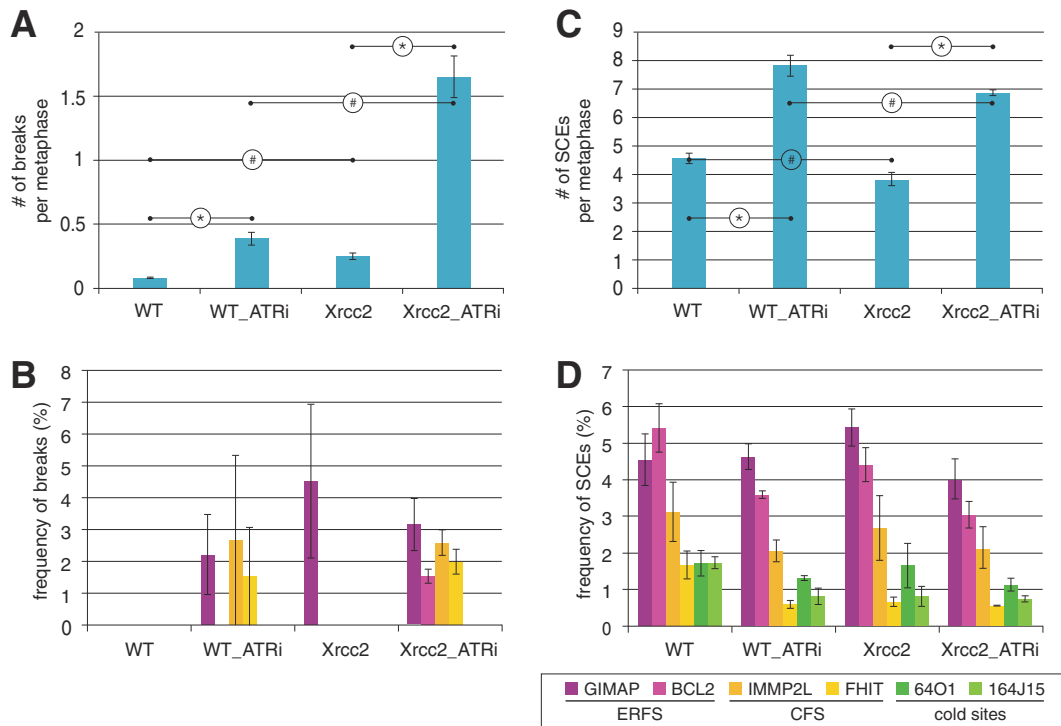 A
# of breaks
per metaphase
2
1.5
1
0.5
0
*
#
#
*
WT
WT_ATRi
Xrcc2
Xrcc2_ATRi
C
# of SCEs
per metaphase
9
8
7
6
5
4
3
2
1
0
*
#
#
*
WT
WT_ATRi
Xrcc2
Xrcc2_ATRi
B
frequency of breaks (%)
8
7
6
5
4
3
2
1
0
WT
WT_ATRi
Xrcc2
Xrcc2_ATRi
D
frequency of SCEs (%)
7
6
5
4
3
2
1
0
WT
WT_ATRi
Xrcc2
Xrcc2_ATRi
GIMAP BCL2 IMMP2L FHIT 64O1 164J15
ERFS CFS cold sites